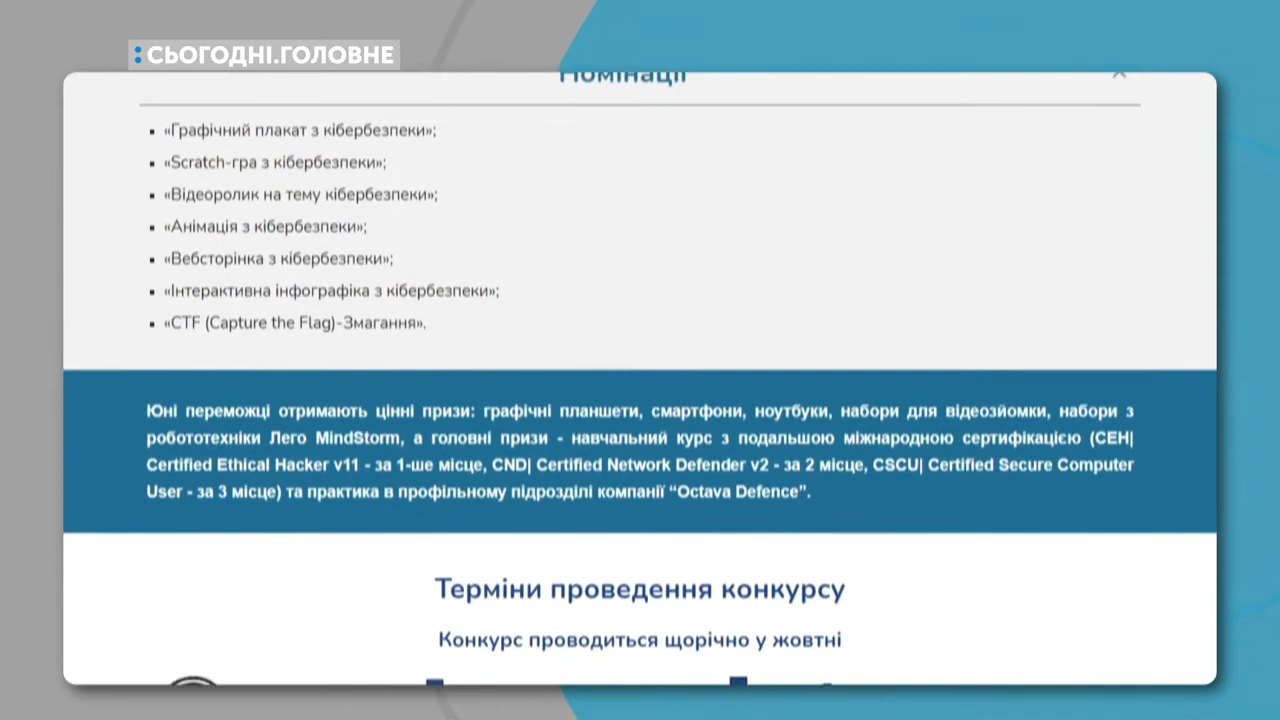 СЬОГОДНІ.ГОЛОВНЕ
Номінації
«Графічний плакат з кібербезпеки»;
«Scratch-гра з кібербезпеки»;
«Відеоролик на тему кібербезпеки»;
«Анімація з кібербезпеки»;
«Вебсторінка з кібербезпеки»;
«Інтерактивна інфографіка з кібербезпеки»;
«CTF (Capture the Flag)-Змагання».
Юні переможці отримають цінні призи: графічні планшети, смартфони, ноутбуки, набори для відеозйомки, набори з
робототехніки Лего MindStorm, а головні призи - навчальний курс з подальшою міжнародною сертифікацією (CEH|
Certified Ethical Hacker v11 - за 1-ше місце, CND| Certified Network Defender v2 - за 2 місце, CSCU| Certified Secure Computer
User - за 3 місце) та практика в профільному підрозділі компанії “Octava Defence”.
Терміни проведення конкурсу
Конкурс проводиться щорічно у жовтні